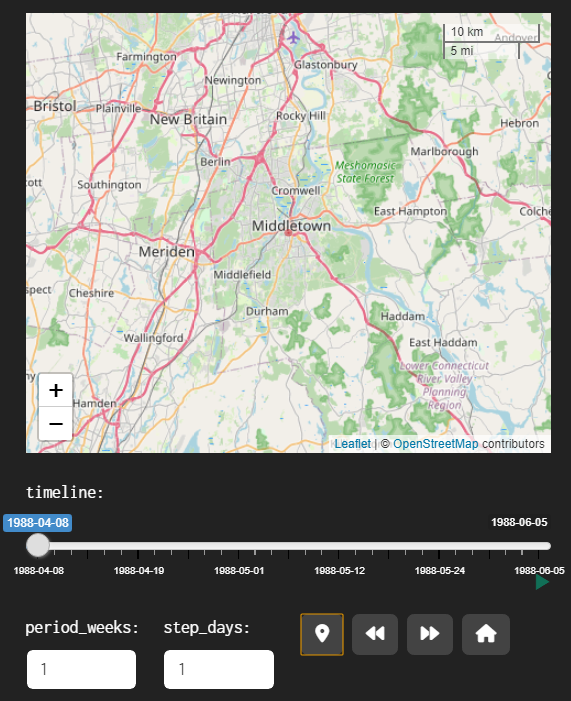 10 km
Andover
5 mi
Farmington
Glastonbury
Newington
Bristol
Plainville
New Britain
Rocky Hill
Hebron
Marlborough
Berlin
Meshomasic
State Forest
ott
Southington
Cromwell
East Hampton
Colche
Middletown
Meriden
Middlefield
spect
Cheshire
Durham
Haddam
Wallingford
East Haddam
Lower Connecticut
River Valley
Planning
Region
ny
+
Hamden
−
Leaflet | © OpenStreetMap contributors
timeline:
1988-04-08 1988-06-05
1988-04-08 1988-04-19 1988-05-01 1988-05-12 1988-05-24 1988-06-05
period_weeks: step_days:
1 1